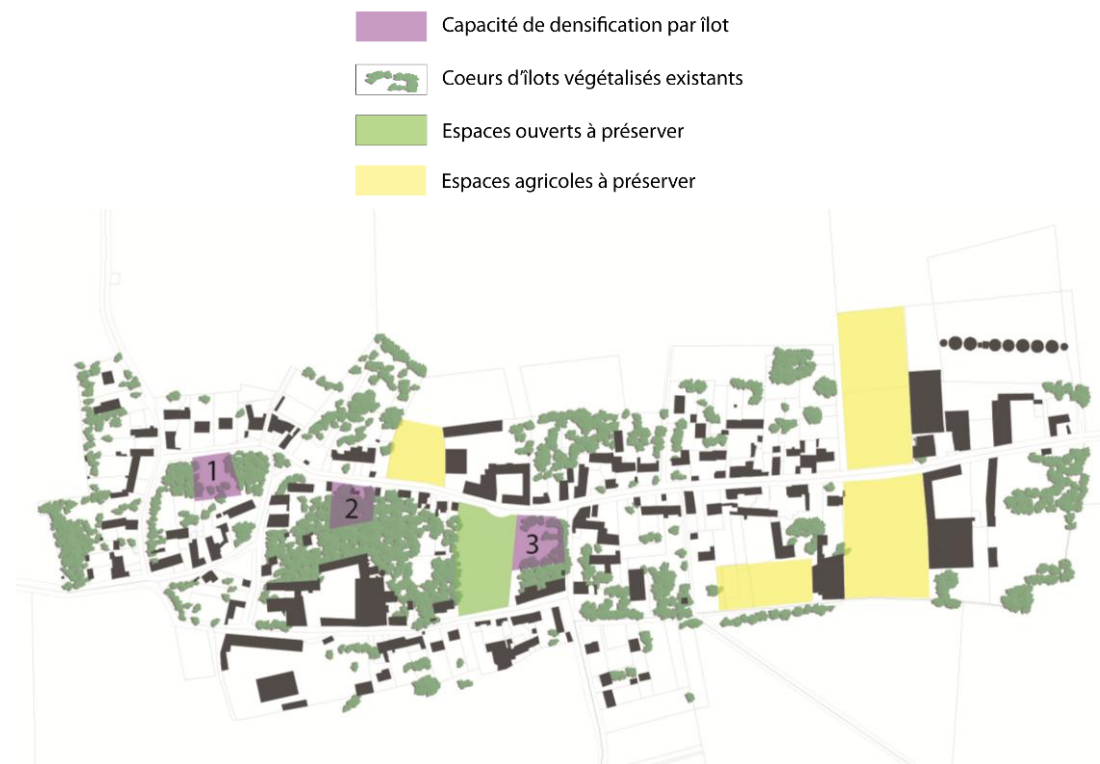 Capacité de densification par îlot
Coeurs d'îlots végétalisés existants
Espaces ouverts à préserver
Espaces agricoles à préserver
1
2
3